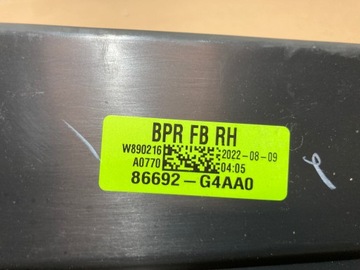 BPR FB RH
W890216 2022-08-09
A0770 04:05
86692-G4AA0